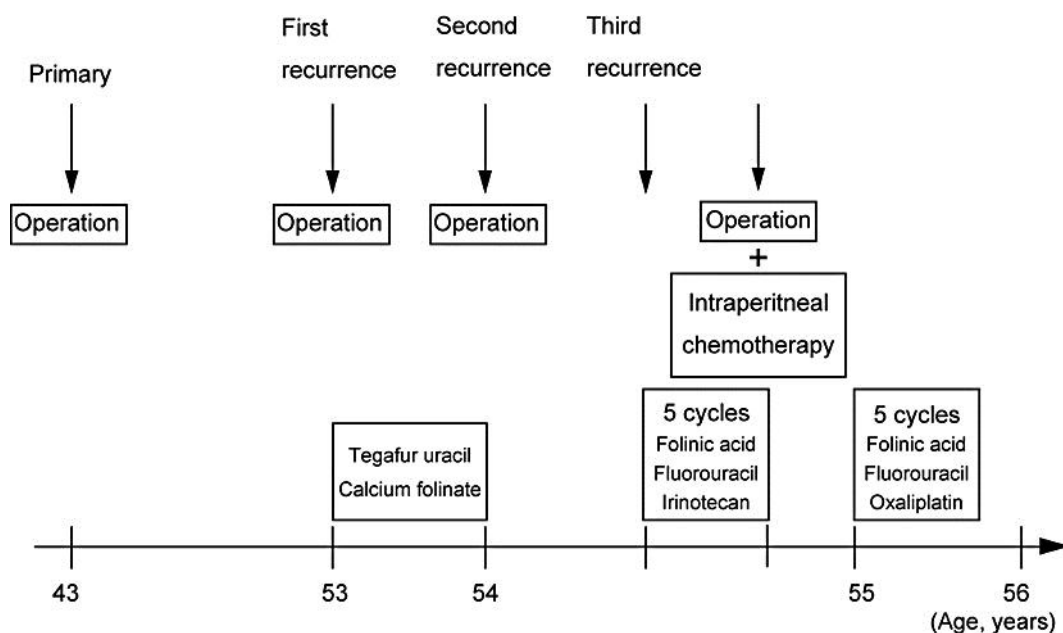 Primary
First
recurrence
Second
recurrence
Third
recurrence
Operation
Operation
Operation
Operation
+
Intraperitneal
chemotherapy
Tegafur uracil
Calcium folinate
5 cycles
Folinic acid
Fluorouracil
Irinotecan
5 cycles
Folinic acid
Fluorouracil
Oxaliplatin
43
53
54
55
56
(Age, years)